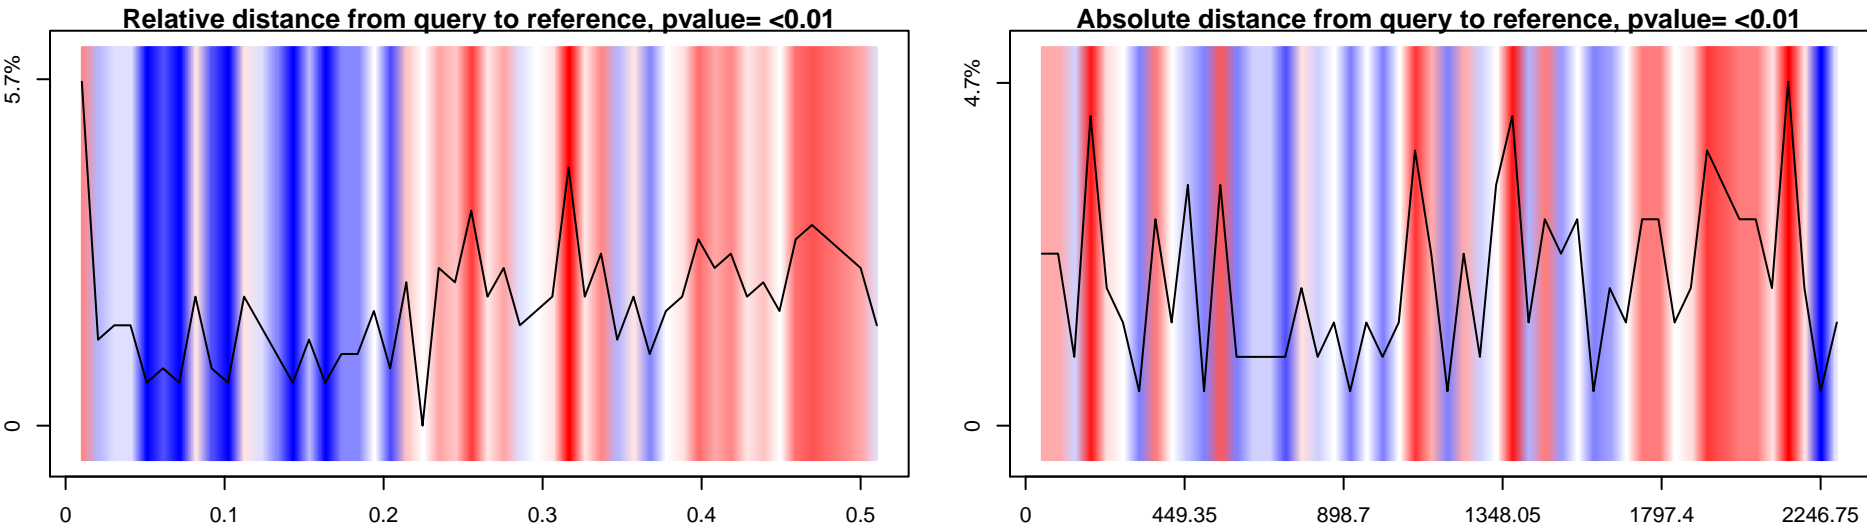 Relative distance from query to reference, pvalue= <0.01
5.7%
0
0 0.1 0.2 0.3 0.4 0.5
Absolute distance from query to reference, pvalue= <0.01
4.7%
0
0 449.35 898.7 1348.05 1797.4 2246.75